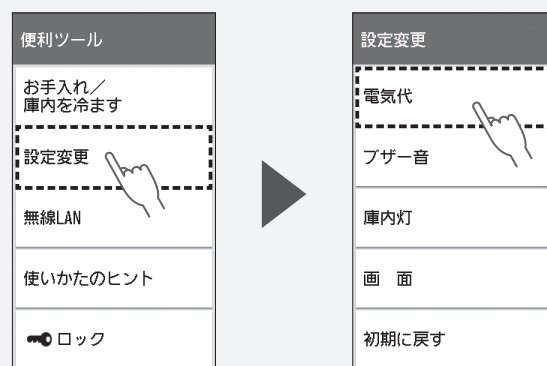 便利ツール
お手入れ／
庫内を冷ます
設定変更
無線LAN
使いかたのヒント
ロック
設定変更
電気代
ブザー音
庫内灯
画　面
初期に戻す